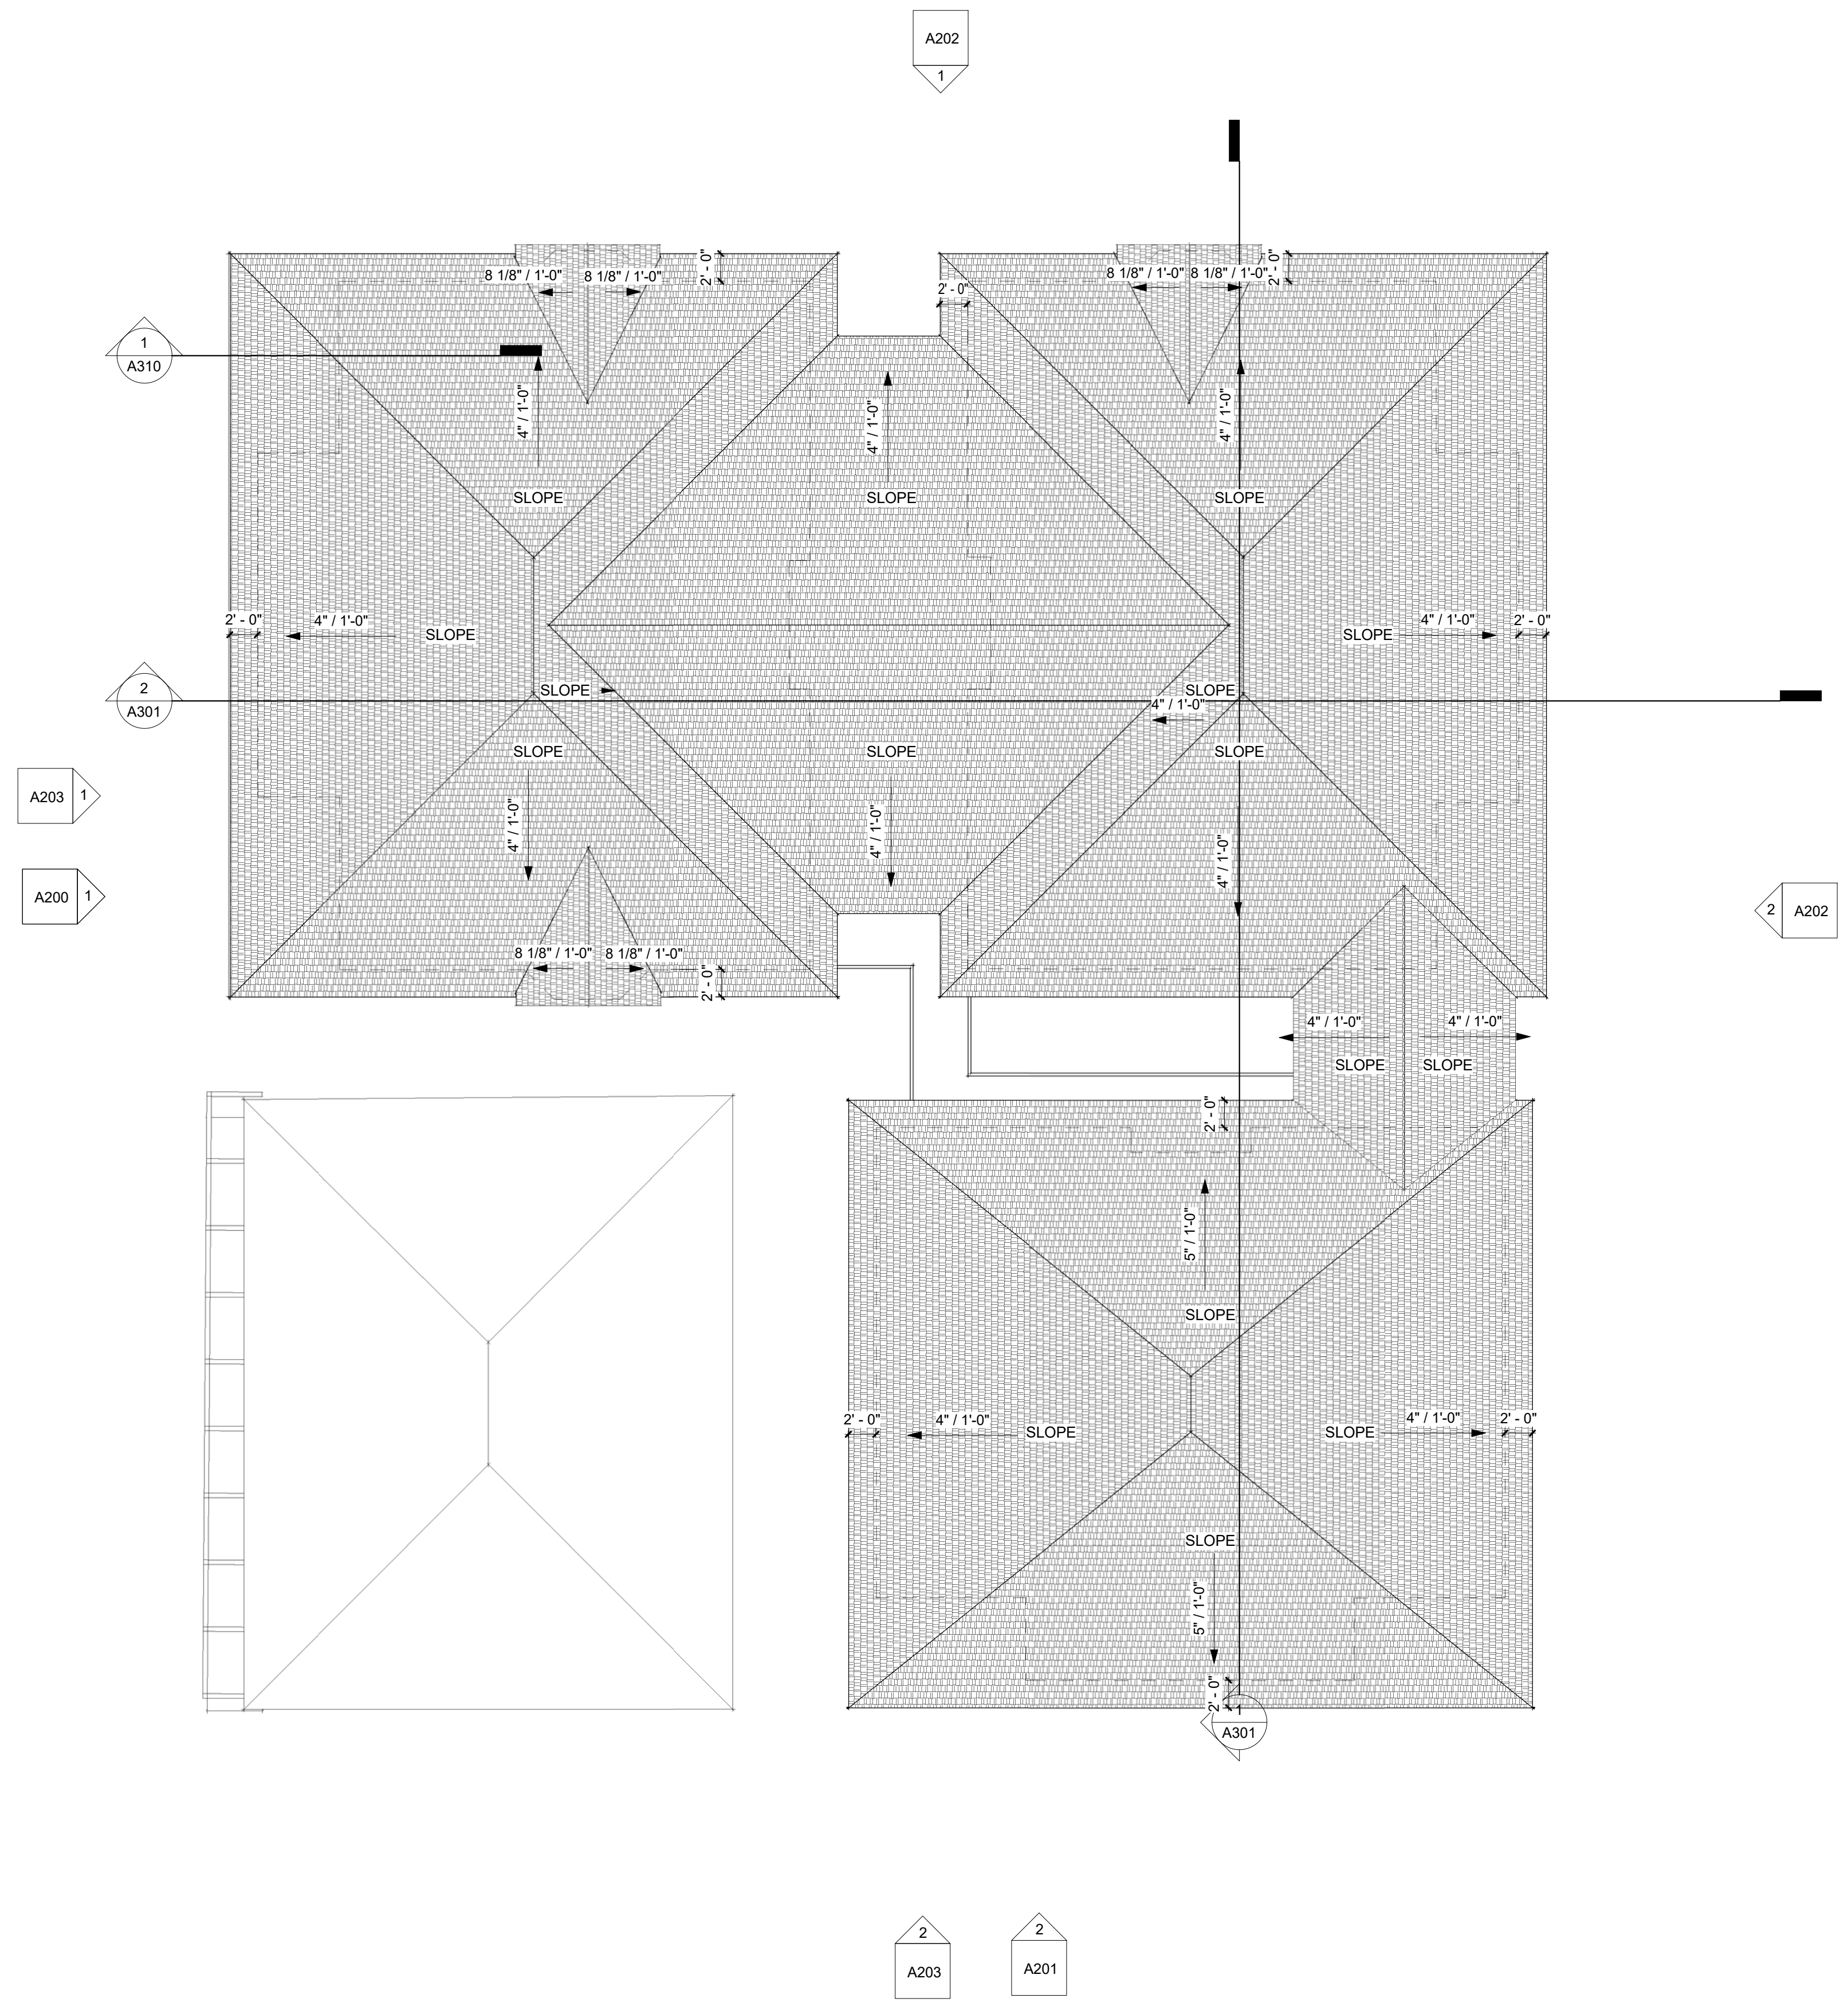 A202
1
2' - 0"
2' - 0"
8 1/8" / 1'-0"
8 1/8" / 1'-0"
8 1/8" / 1'-0"
8 1/8" / 1'-0"
2' - 0"
1
A310
4" / 1'-0"
4" / 1'-0"
4" / 1'-0"
SLOPE
SLOPE
SLOPE
2' - 0"
4" / 1'-0"
SLOPE
SLOPE
4" / 1'-0"
2' - 0"
2
A301
SLOPE
SLOPE
4" / 1'-0"
SLOPE
SLOPE
SLOPE
A203
1
4" / 1'-0"
4" / 1'-0"
4" / 1'-0"
A200
1
2
A202
8 1/8" / 1'-0"
8 1/8" / 1'-0"
2' - 0"
4" / 1'-0"
4" / 1'-0"
SLOPE
SLOPE
2' - 0"
5" / 1'-0"
SLOPE
2' - 0"
4" / 1'-0"
SLOPE
SLOPE
4" / 1'-0"
2' - 0"
SLOPE
5" / 1'-0"
2' - 0"
1
A301
2
A203
2
A201